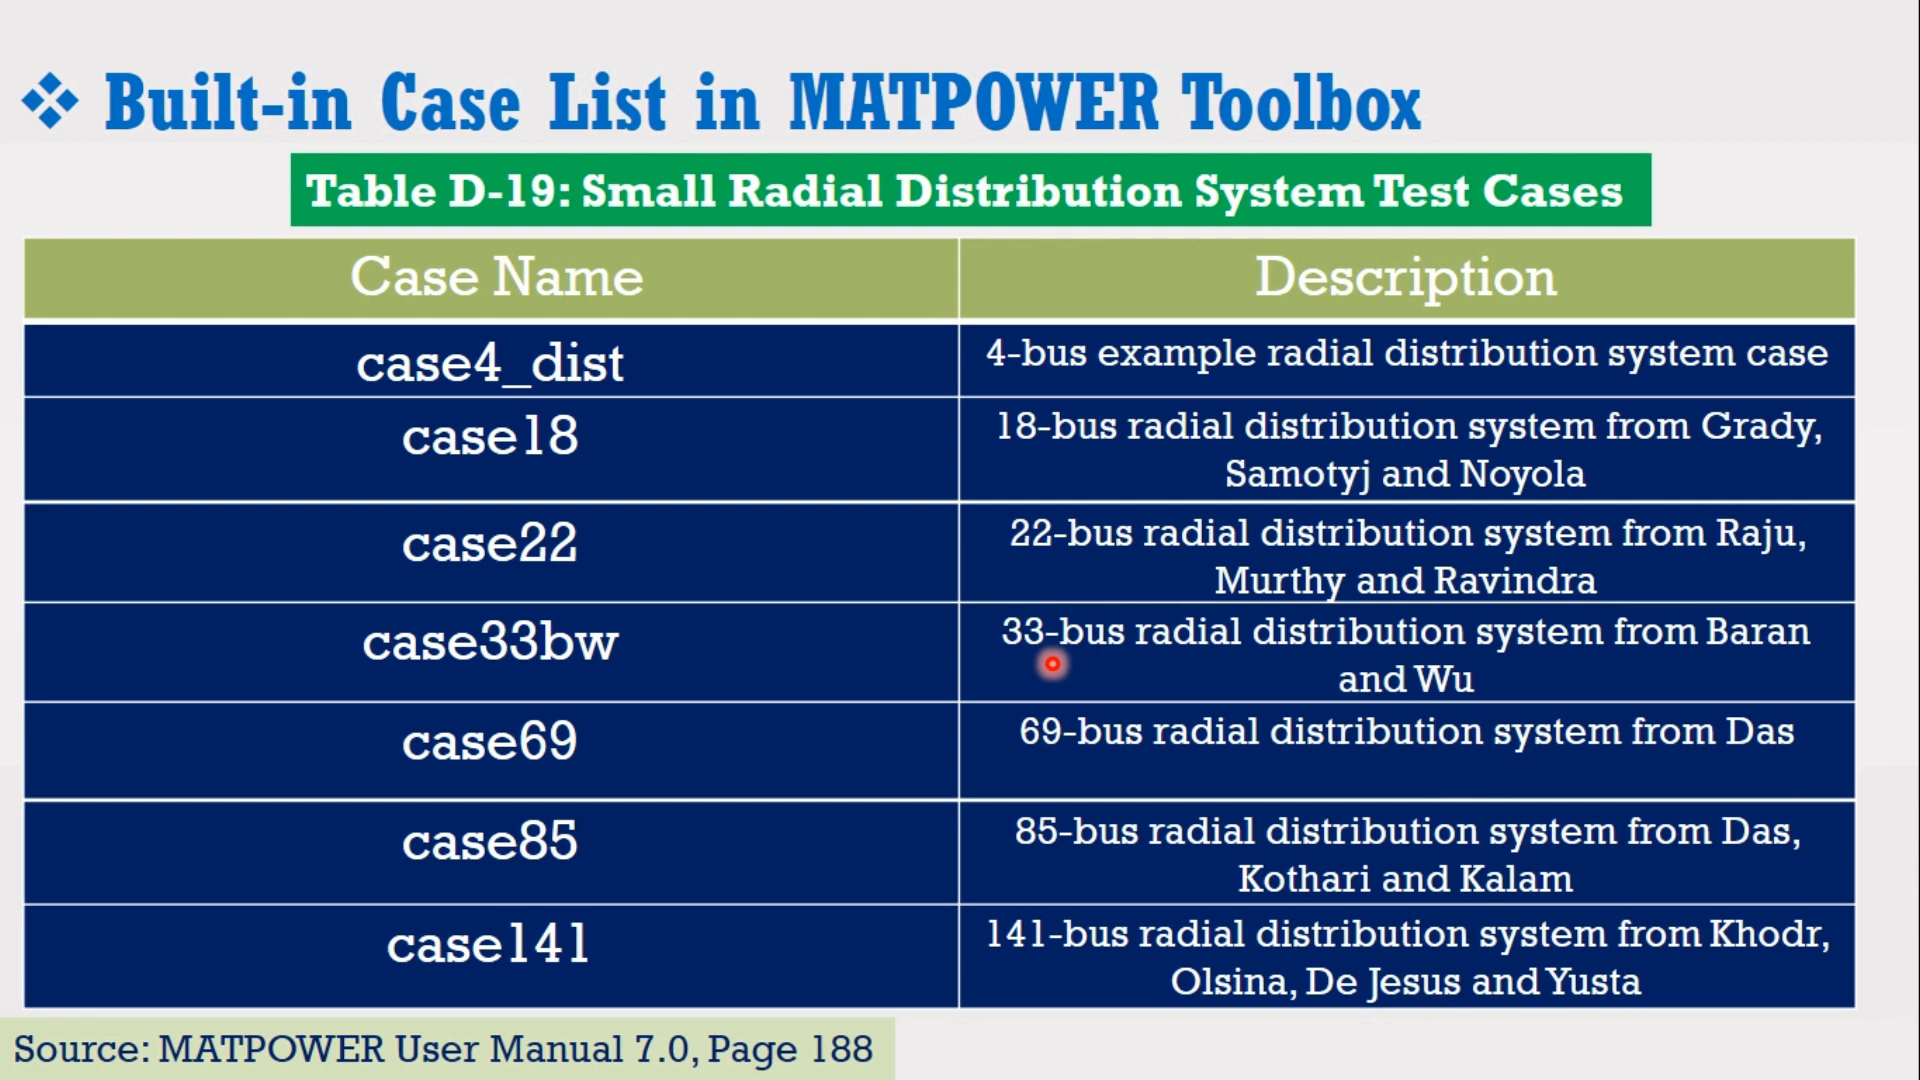 Built-in Case List in MATPOWER Toolbox
Table D-19: Small Radial Distribution System Test Cases
Case Name
Description
case4_dist
4-bus example radial distribution system case
case18
18-bus radial distribution system from Grady,
Samotyj and Noyola
case22
22-bus radial distribution system from Raju,
Murthy and Ravindra
case33bw
33-bus radial distribution system from Baran
and Wu
case69
69-bus radial distribution system from Das
case85
85-bus radial distribution system from Das,
Kothari and Kalam
case141
141-bus radial distribution system from Khodr,
Olsina, De Jesus and Yusta
Source: MATPOWER User Manual 7.0, Page 188